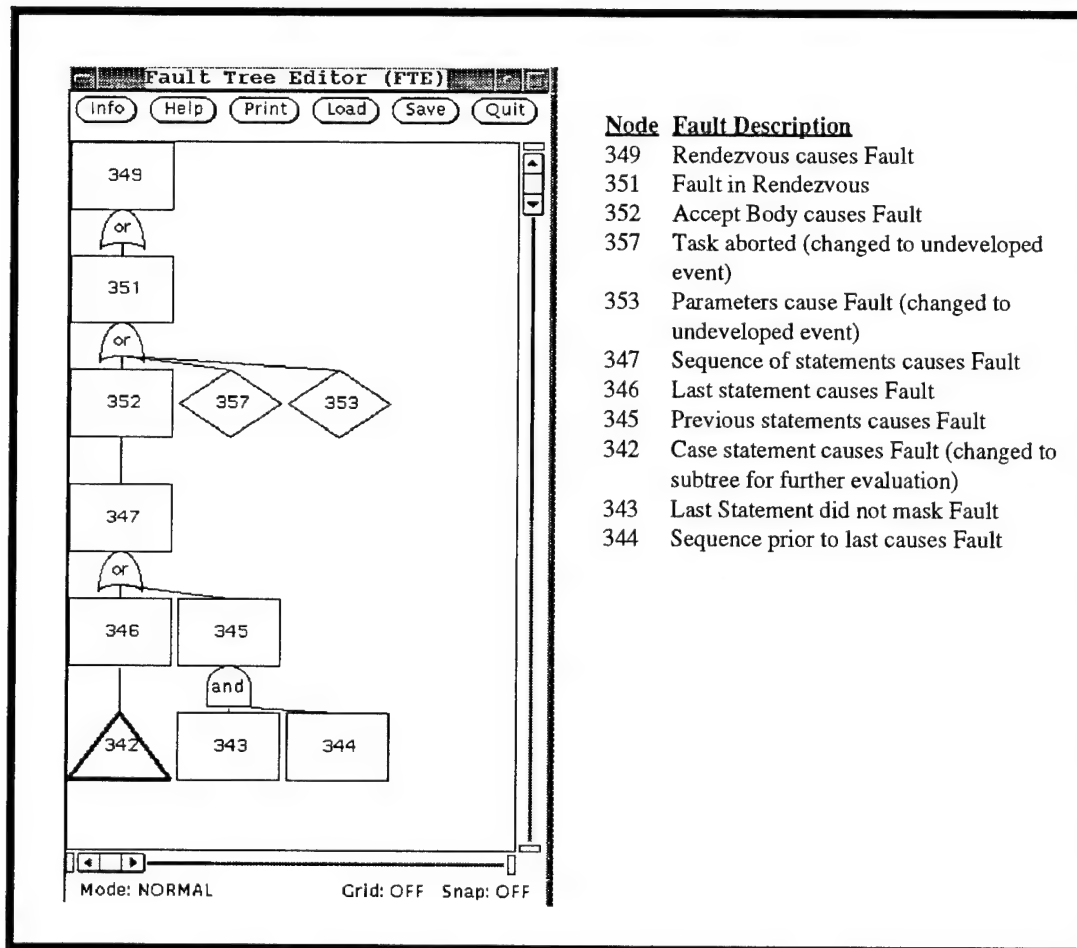 Fault Tree Editor (FTE)
Info Help Print Load Save Quit
349
or
351
or
352 357 353
347
or
346 345
and
342 343 344
Mode: NORMAL Grid: OFF Snap: OFF
Node Fault Description
349 Rendezvous causes Fault
351 Fault in Rendezvous
352 Accept Body causes Fault
357 Task aborted (changed to undeveloped
event)
353 Parameters cause Fault (changed to
undeveloped event)
347 Sequence of statements causes Fault
346 Last statement causes Fault
345 Previous statements causes Fault
342 Case statement causes Fault (changed to
subtree for further evaluation)
343 Last Statement did not mask Fault
344 Sequence prior to last causes Fault